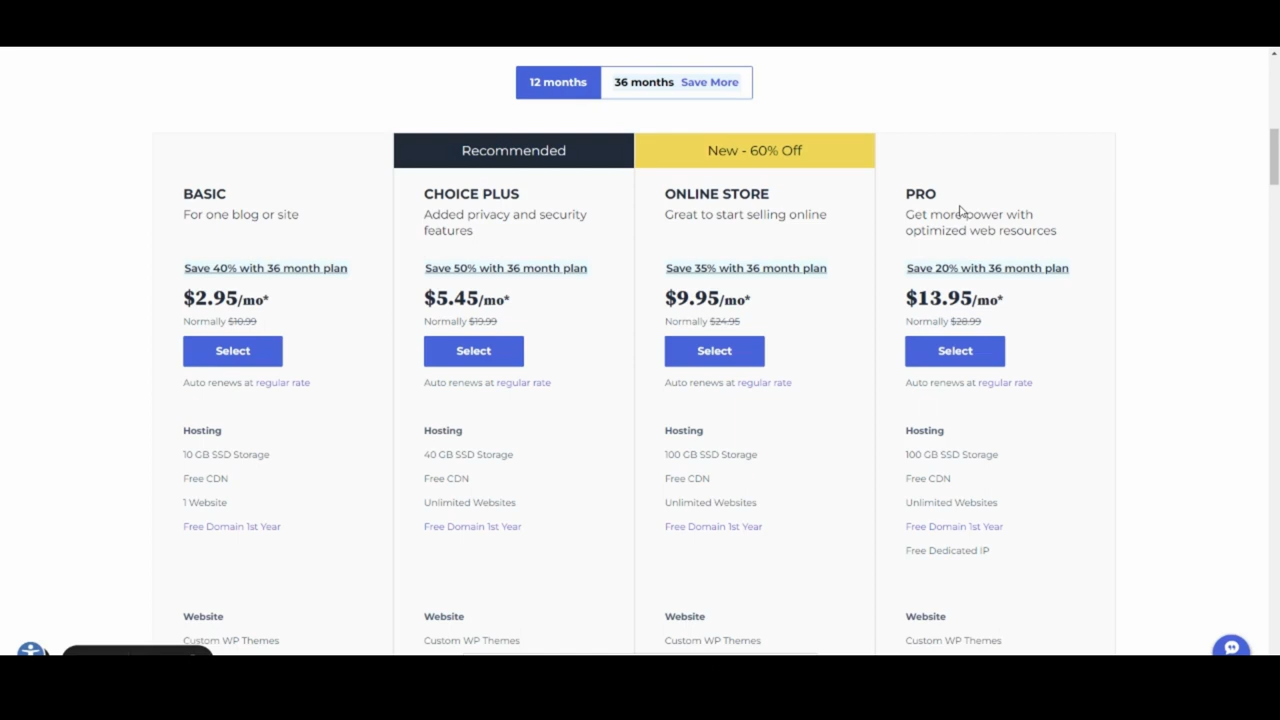 12 months
36 months Save More
Recommended
New - 60% Off
BASIC
For one blog or site
Save 40% with 36 month plan
$2.95/mo*
Normally $10.99
Select
Auto renews at regular rate
Hosting
10 GB SSD Storage
Free CDN
1 Website
Free Domain 1st Year
Website
Custom WP Themes
CHOICE PLUS
Added privacy and security
features
Save 50% with 36 month plan
$5.45/mo*
Normally $19.99
Select
Auto renews at regular rate
Hosting
40 GB SSD Storage
Free CDN
Unlimited Websites
Free Domain 1st Year
Website
Custom WP Themes
ONLINE STORE
Great to start selling online
Save 35% with 36 month plan
$9.95/mo*
Normally $24.95
Select
Auto renews at regular rate
Hosting
100 GB SSD Storage
Free CDN
Unlimited Websites
Free Domain 1st Year
Website
Custom WP Themes
PRO
Get more power with
optimized web resources
Save 20% with 36 month plan
$13.95/mo*
Normally $28.99
Select
Auto renews at regular rate
Hosting
100 GB SSD Storage
Free CDN
Unlimited Websites
Free Domain 1st Year
Free Dedicated IP
Website
Custom WP Themes